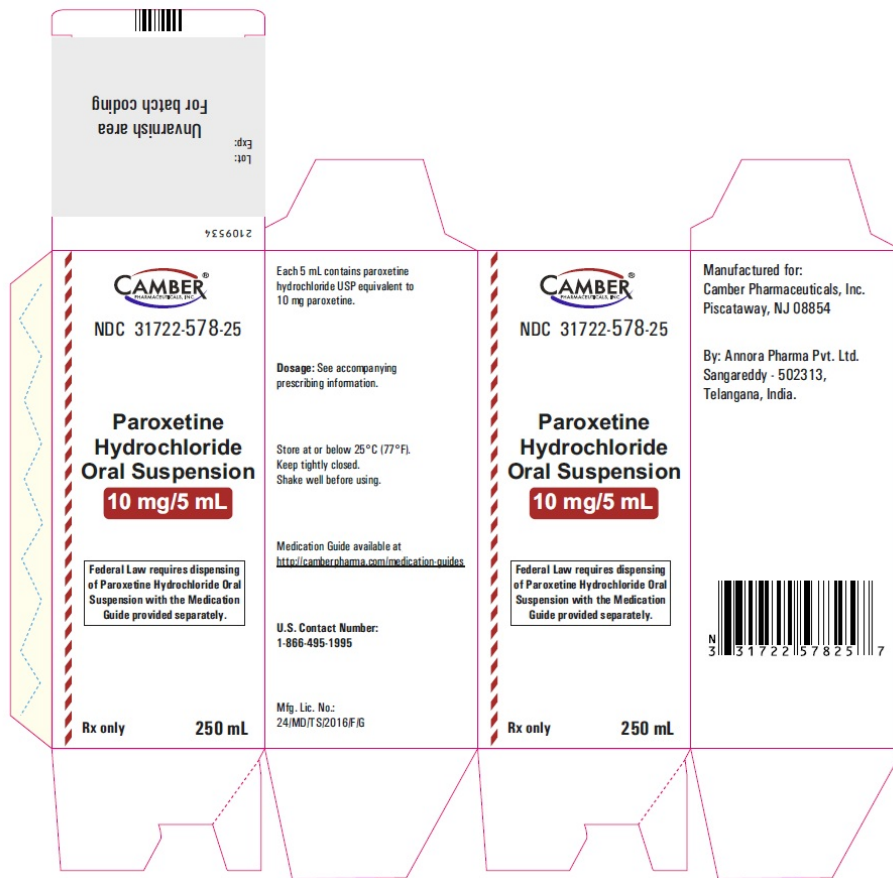 Unvarnish area
For batch coding
Lot:
Exp:
2109534
CAMBER®
PHARMACEUTICALS, INC.
NDC 31722-578-25
Paroxetine
Hydrochloride
Oral Suspension
10 mg/5 mL
Federal Law requires dispensing
of Paroxetine Hydrochloride Oral
Suspension with the Medication
Guide provided separately.
Rx only 250 mL
Each 5 mL contains paroxetine
hydrochloride USP equivalent to
10 mg paroxetine.
Dosage: See accompanying
prescribing information.
Store at or below 25°C (77°F).
Keep tightly closed.
Shake well before using.
Medication Guide available at
http://camberpharma.com/medication-guides
U.S. Contact Number:
1-866-495-1995
Mfg. Lic. No.:
24/MD/TS/2016/F/G
CAMBER®
PHARMACEUTICALS, INC.
NDC 31722-578-25
Paroxetine
Hydrochloride
Oral Suspension
10 mg/5 mL
Federal Law requires dispensing
of Paroxetine Hydrochloride Oral
Suspension with the Medication
Guide provided separately.
Rx only 250 mL
Manufactured for:
Camber Pharmaceuticals, Inc.
Piscataway, NJ 08854
By: Annora Pharma Pvt. Ltd.
Sangareddy - 502313,
Telangana, India.
N
3 31722 57825 7